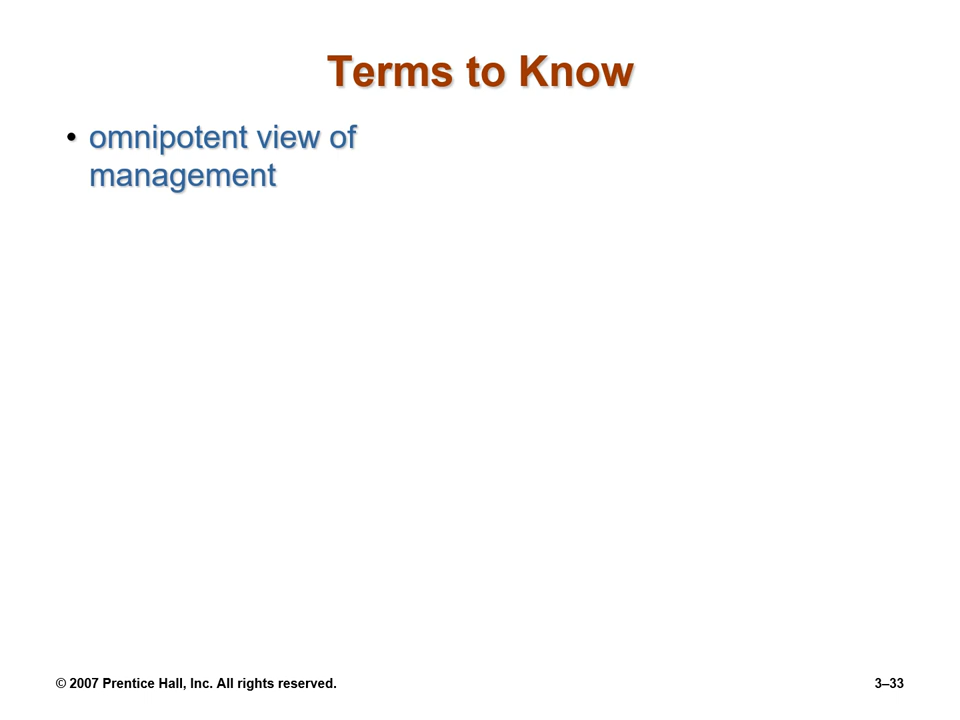 Terms to Know
• omnipotent view of
management
© 2007 Prentice Hall, Inc. All rights reserved.
3–33